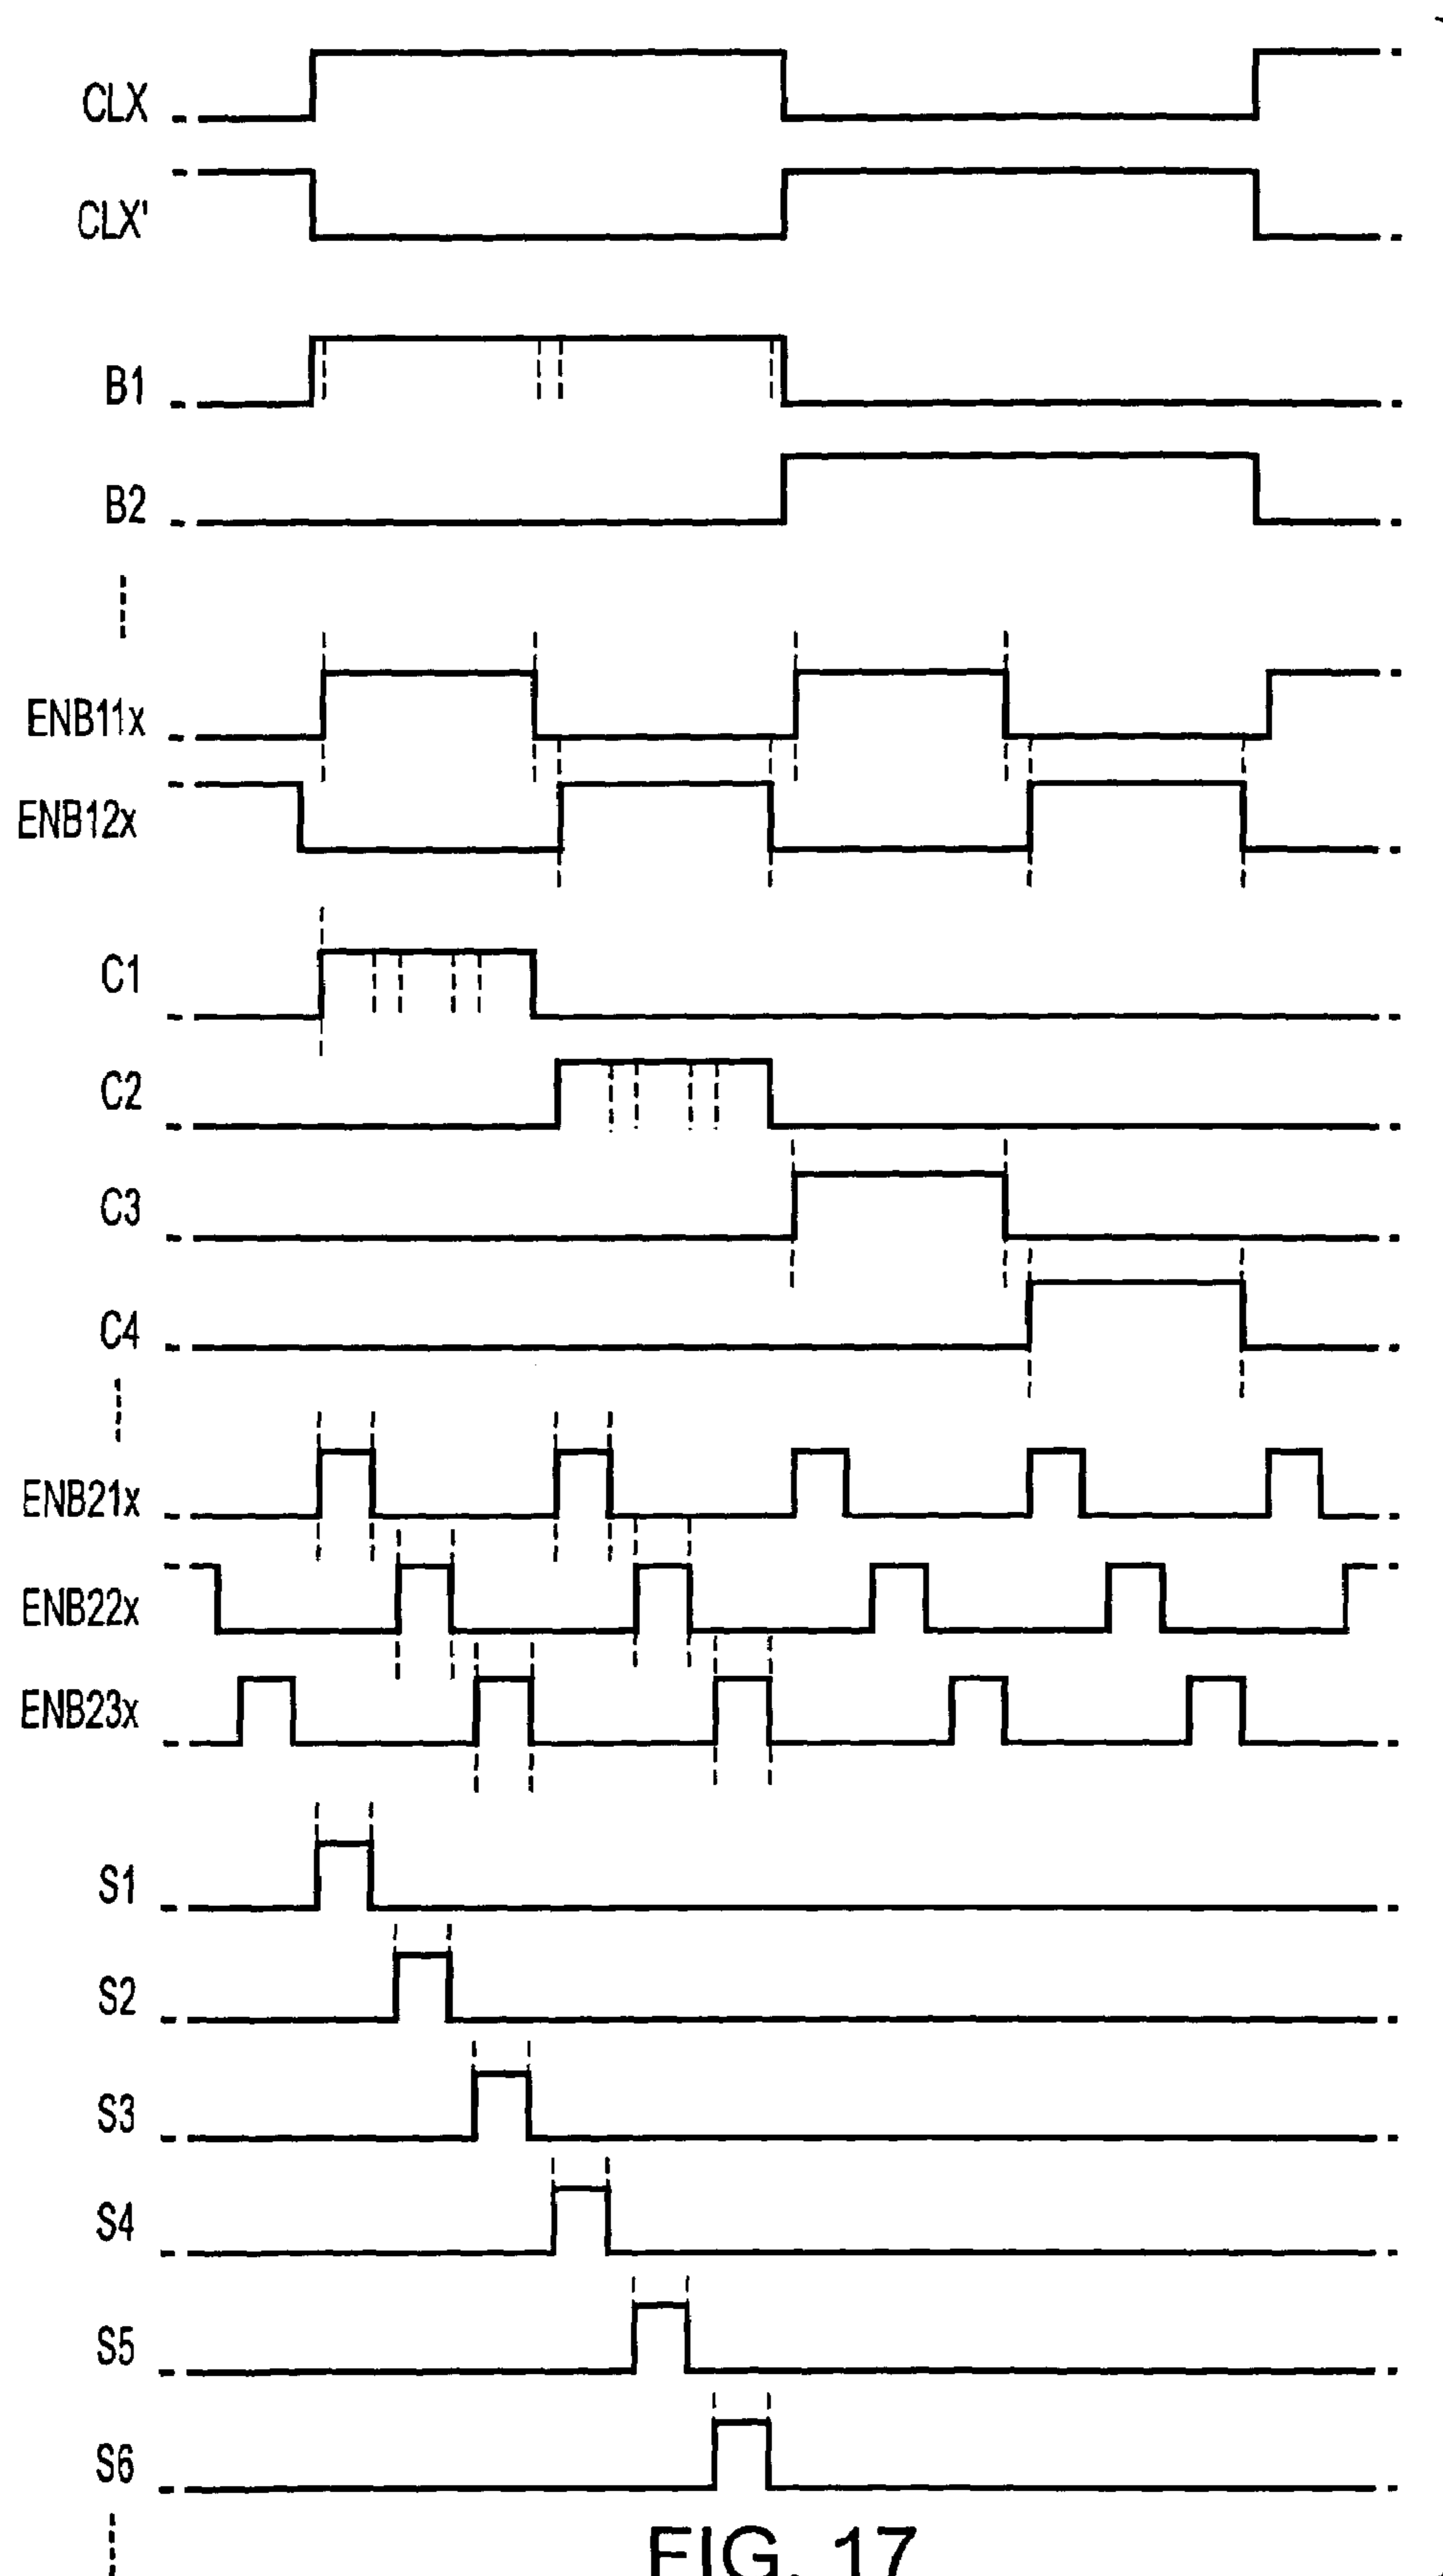 CLX
CLX'
B1
B2
ENB11x
ENB12x
C1
C2
C3
C4
ENB21x
ENB22x
ENB23x
S1
S2
S3
S4
S5
S6
FIG. 17